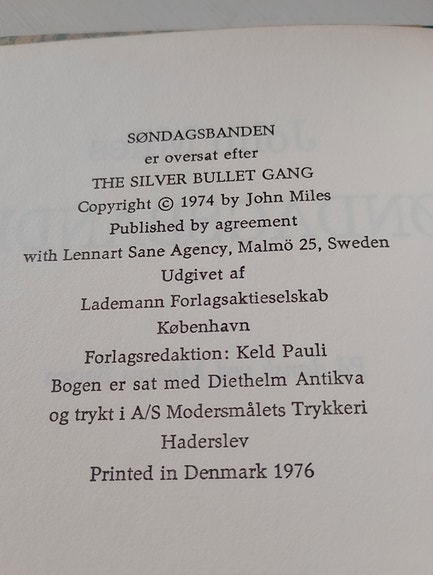 SØNDAGSBANDEN
er oversat efter
THE SILVER BULLET GANG
Copyright © 1974 by John Miles
Published by agreement
with Lennart Sane Agency, Malmö 25, Sweden
Udgivet af
Lademann Forlagsaktieselskab
København
Forlagsredaktion: Keld Pauli
Bogen er sat med Diethelm Antikva
og trykt i A/S Modersmålets Trykkeri
Haderslev
Printed in Denmark 1976